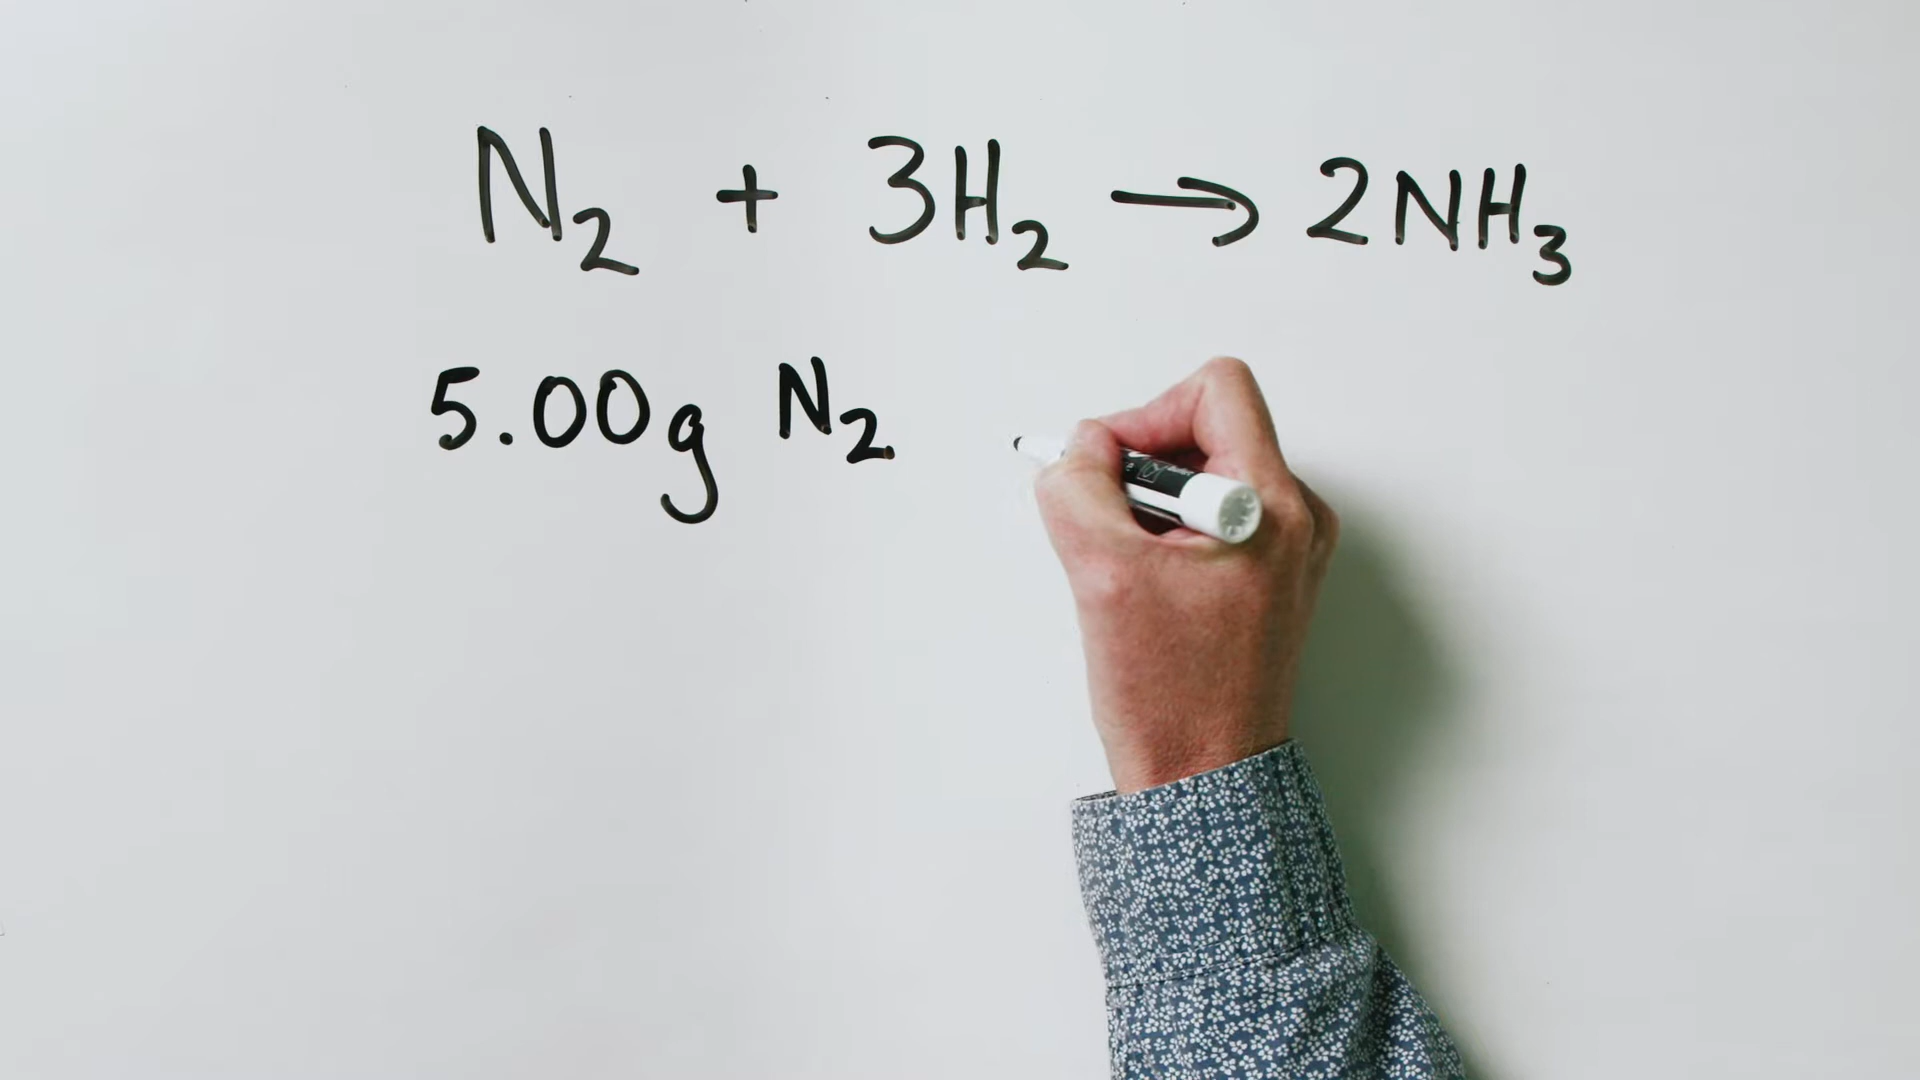 N₂ + 3H₂ → 2NH₃
5.00g N₂